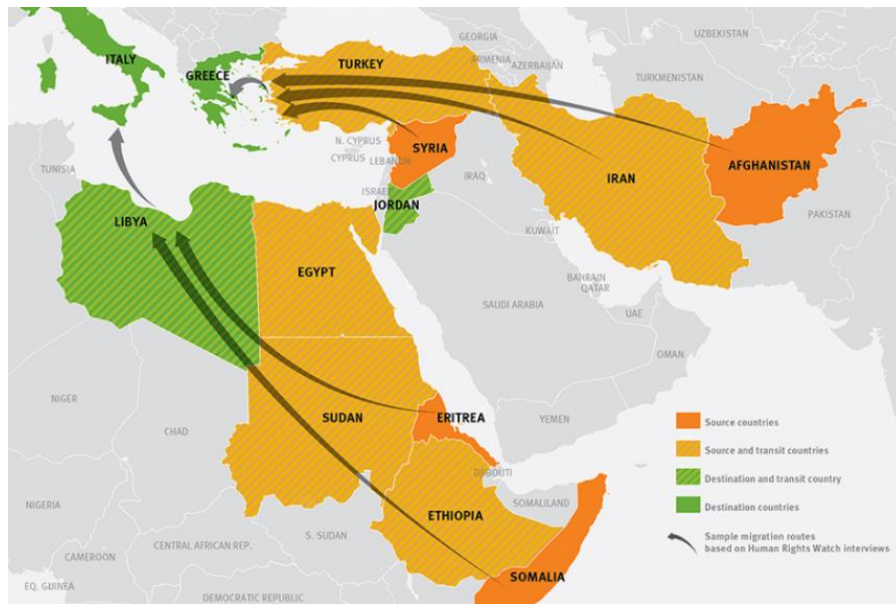 GEORGIA
UZBEKISTAN
ITALY
TURKEY
ARMENIA
AZERBAIJAN
GREECE
TURKMENISTAN
N. CYPRUS
CYPRUS
SYRIA
LEBANON
AFGHANISTAN
TUNISIA
IRAQ
IRAN
ISRAEL
JORDAN
PAKISTAN
LIBYA
KUWAIT
EGYPT
BAHRAIN
QATAR
SAUDI ARABIA
UAE
OMAN
NIGER
SUDAN
ERITREA
YEMEN
CHAD
Source countries
Source and transit countries
DJIBOUTI
Destination and transit country
NIGERIA
SOMALILAND
Destination countries
ETHIOPIA
S. SUDAN
Sample migration routes
based on Human Rights Watch interviews
CENTRAL AFRICAN REP.
CAMEROON
SOMALIA
EQ. GUINEA
DEMOCRATIC REPUBLIC